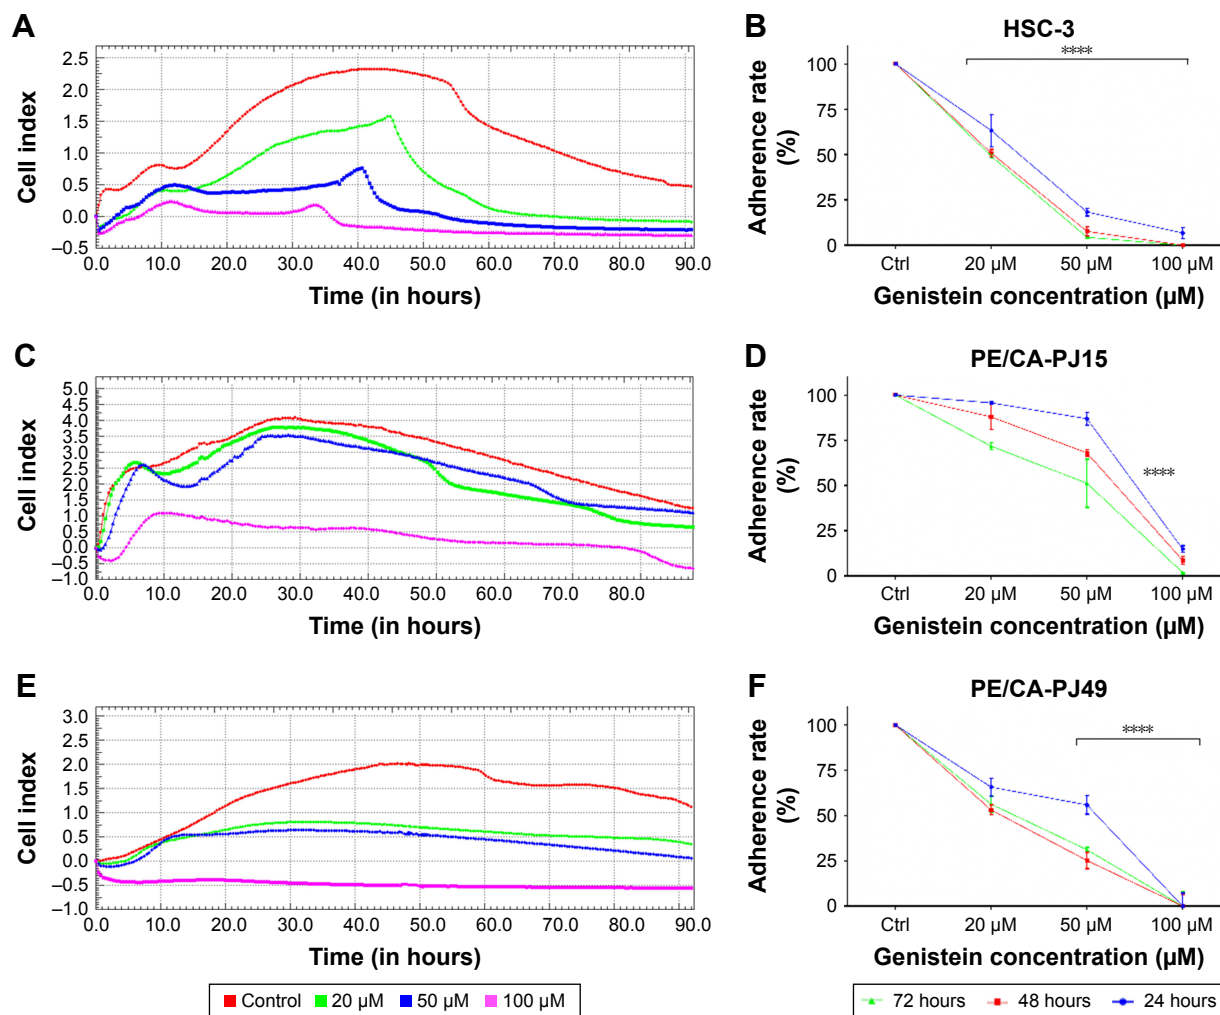 A
Cell index
2.5
2.0
1.5
1.0
0.5
0.0
–0.5
0.0 10.0 20.0 30.0 40.0 50.0 60.0 70.0 80.0 90.0
Time (in hours)
B
HSC-3
****
Adherence rate
(%)
100
75
50
25
0
Ctrl 20 µM 50 µM 100 µM
Genistein concentration (µM)
C
Cell index
5.0
4.5
4.0
3.5
3.0
2.5
2.0
1.5
1.0
0.5
0.0
–0.5
–1.0
0.0 10.0 20.0 30.0 40.0 50.0 60.0 70.0 80.0
Time (in hours)
D
PE/CA-PJ15
****
Adherence rate
(%)
100
75
50
25
0
Ctrl 20 µM 50 µM 100 µM
Genistein concentration (µM)
E
Cell index
3.0
2.5
2.0
1.5
1.0
0.5
0.0
–0.5
–1.0
0.0 10.0 20.0 30.0 40.0 50.0 60.0 70.0 80.0 90.0
Time (in hours)
F
PE/CA-PJ49
****
Adherence rate
(%)
100
75
50
25
0
Ctrl 20 µM 50 µM 100 µM
Genistein concentration (µM)
Control 20 µM 50 µM 100 µM
72 hours 48 hours 24 hours